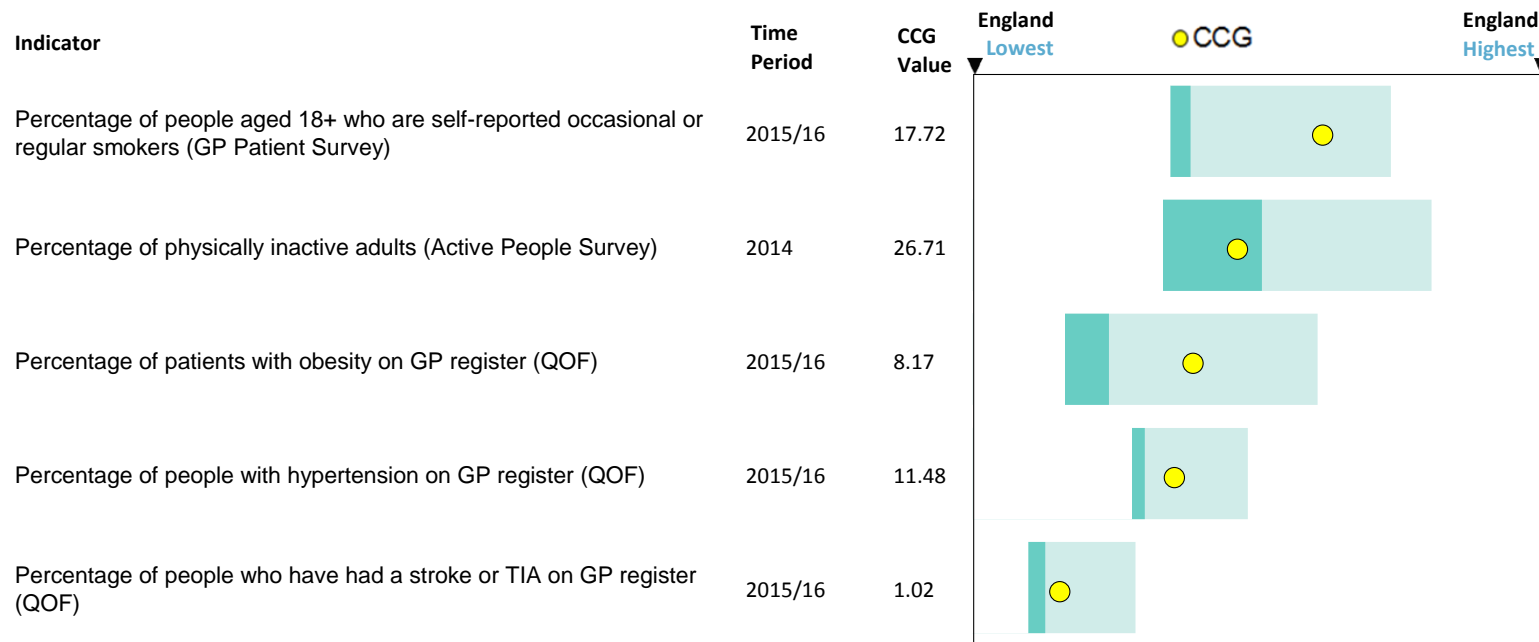 Indicator
Time
Period
CCG
Value
England
Lowest
CCG
England
Highest
Percentage of people aged 18+ who are self-reported occasional or
regular smokers (GP Patient Survey)
2015/16
17.72
Percentage of physically inactive adults (Active People Survey)
2014
26.71
Percentage of patients with obesity on GP register (QOF)
2015/16
8.17
Percentage of people with hypertension on GP register (QOF)
2015/16
11.48
Percentage of people who have had a stroke or TIA on GP register
(QOF)
2015/16
1.02